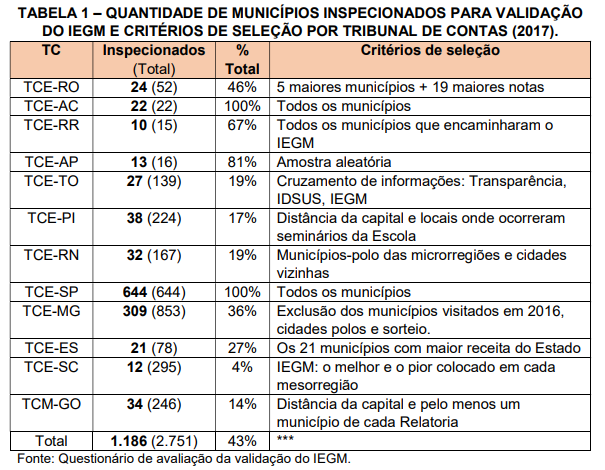 TABELA 1 – QUANTIDADE DE MUNICÍPIOS INSPECIONADOS PARA VALIDAÇÃO
DO IEGM E CRITÉRIOS DE SELEÇÃO POR TRIBUNAL DE CONTAS (2017).
TC Inspecionados (Total) % Total Critérios de seleção
TCE-RO 24 (52) 46% 5 maiores municípios + 19 maiores notas
TCE-AC 22 (22) 100% Todos os municípios
TCE-RR 10 (15) 67% Todos os municípios que encaminharam o
IEGM
TCE-AP 13 (16) 81% Amostra aleatória
TCE-TO 27 (139) 19% Cruzamento de informações: Transparência,
IDSUS, IEGM
TCE-PI 38 (224) 17% Distância da capital e locais onde ocorreram
seminários da Escola
TCE-RN 32 (167) 19% Municípios-polo das microrregiões e cidades
vizinhas
TCE-SP 644 (644) 100% Todos os municípios
TCE-MG 309 (853) 36% Exclusão dos municípios visitados em 2016,
cidades polos e sorteio.
TCE-ES 21 (78) 27% Os 21 municípios com maior receita do Estado
TCE-SC 12 (295) 4% IEGM: o melhor e o pior colocado em cada
mesorregião
TCM-GO 34 (246) 14% Distância da capital e pelo menos um
município de cada Relatoria
Total 1.186 (2.751) 43% ***
Fonte: Questionário de avaliação da validação do IEGM.